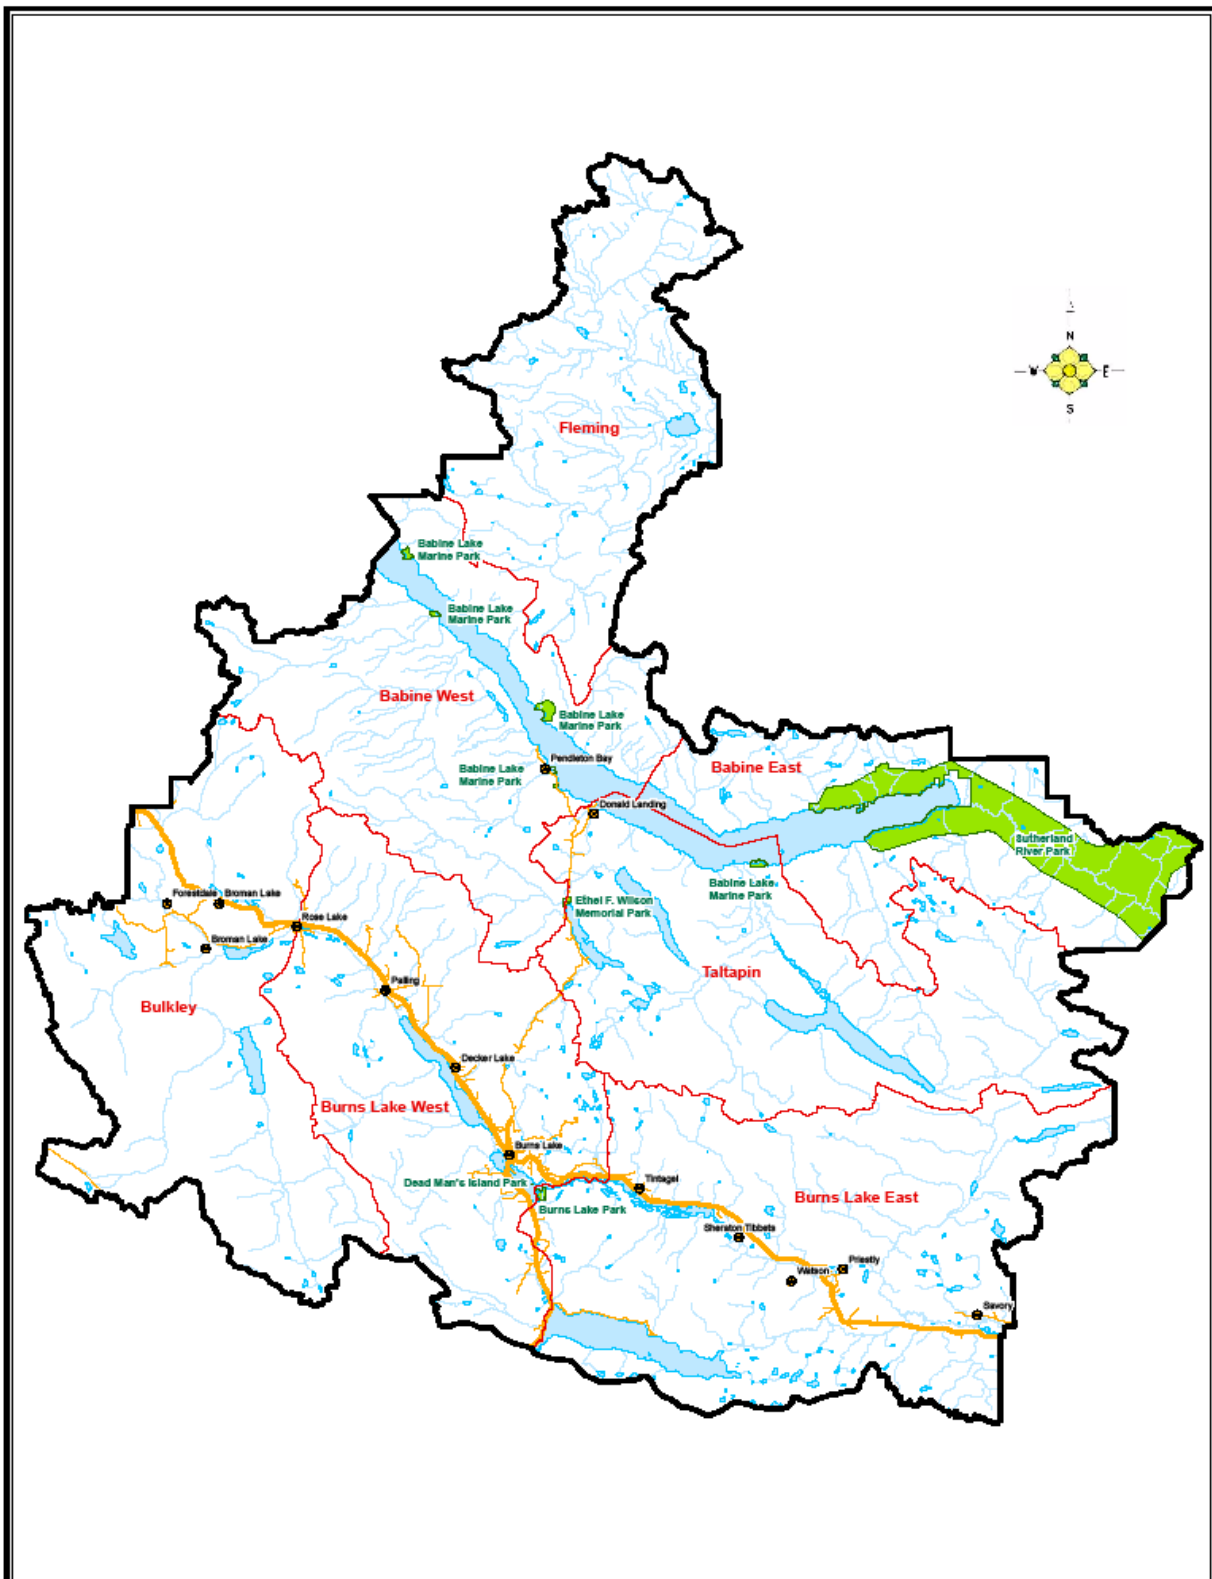 N
W
E
S
Fleming
Babine Lake
Marine Park
Babine Lake
Marine Park
Babine West
Babine Lake
Marine Park
Pendleton Bay
Babine Lake
Marine Park
Babine East
Donald Landing
Sutherland
River Park
Babine Lake
Marine Park
Ethel F. Wilson
Memorial Park
Forestdale
Broman Lake
Rose Lake
Broman Lake
Taltapin
Palling
Bulkley
Decker Lake
Burns Lake West
Burns Lake
Dead Man's Island Park
Tintagel
Burns Lake East
Burns Lake Park
Sheraton Tibbets
Priestly
Watson
Savory